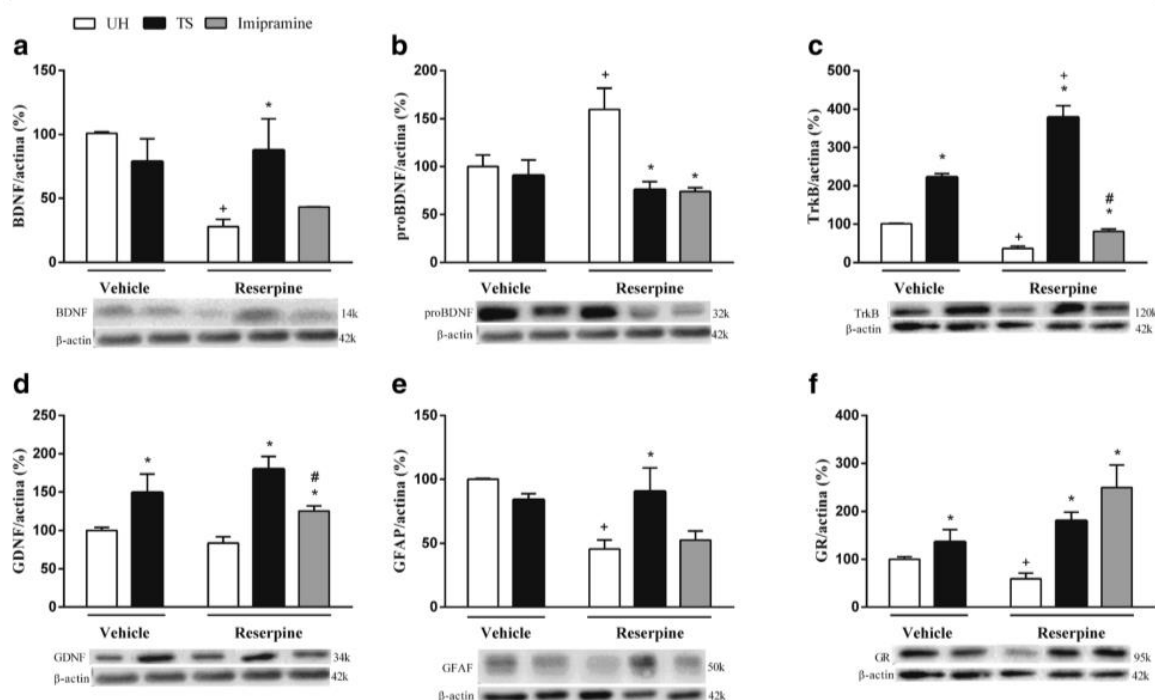 UH TS Imipramine
a
BDNF/actina (%)
150
100
50
0
*
+
Vehicle Reserpine
BDNF 14k
β-actin 42k
b
proBDNF/actina (%)
200
150
100
50
0
+
*
*
Vehicle Reserpine
proBDNF 32k
β-actin 42k
c
TrkB/actina (%)
500
400
300
200
100
0
*
+
+
*
#
*
Vehicle Reserpine
TrkB 120k
β-actin 42k
d
GDNF/actina (%)
250
200
150
100
50
0
*
*
#
*
Vehicle Reserpine
GDNF 34k
β-actin 42k
e
GFAP/actina (%)
150
100
50
0
+
*
Vehicle Reserpine
GFAF 50k
β-actin 42k
f
GR/actina (%)
400
300
200
100
0
*
+
*
*
Vehicle Reserpine
GR 95k
β-actin 42k